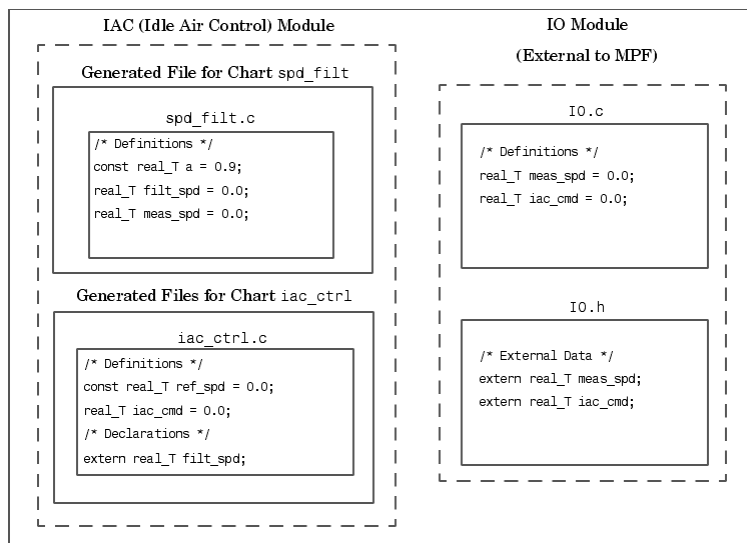 IAC (Idle Air Control) Module
Generated File for Chart spd_filt
spd_filt.c
/* Definitions */
const real_T a = 0.9;
real_T filt_spd = 0.0;
real_T meas_spd = 0.0;
Generated Files for Chart iac_ctrl
iac_ctrl.c
/* Definitions */
const real_T ref_spd = 0.0;
real_T iac_cmd = 0.0;
/* Declarations */
extern real_T filt_spd;
IO Module
(External to MPF)
IO.c
/* Definitions */
real_T meas_spd = 0.0;
real_T iac_cmd = 0.0;
IO.h
/* External Data */
extern real_T meas_spd;
extern real_T iac_cmd;